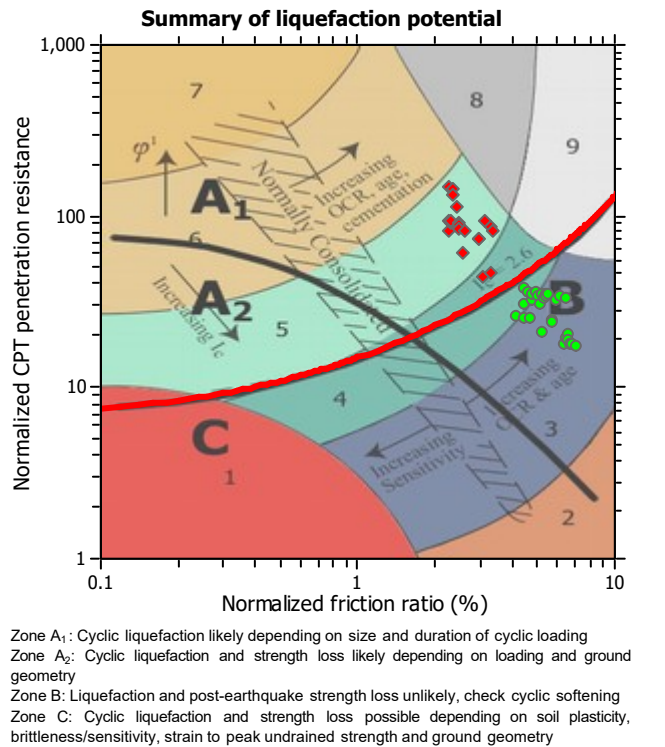 Summary of liquefaction potential
1,000
100
10
1
0.1
1
10
Normalized CPT penetration resistance
Normalized friction ratio (%)
7
8
9
φ'
A1
Increasing
OCR, age,
cementation
Normally Consolidated
6
A2
Increasing Ic
5
Ic = 2.6
B
4
C
1
Increasing
OCR & age
Increasing
Sensitivity
3
2
Zone A1: Cyclic liquefaction likely depending on size and duration of cyclic loading
Zone A2: Cyclic liquefaction and strength loss likely depending on loading and ground
geometry
Zone B: Liquefaction and post-earthquake strength loss unlikely, check cyclic softening
Zone C: Cyclic liquefaction and strength loss possible depending on soil plasticity,
brittleness/sensitivity, strain to peak undrained strength and ground geometry